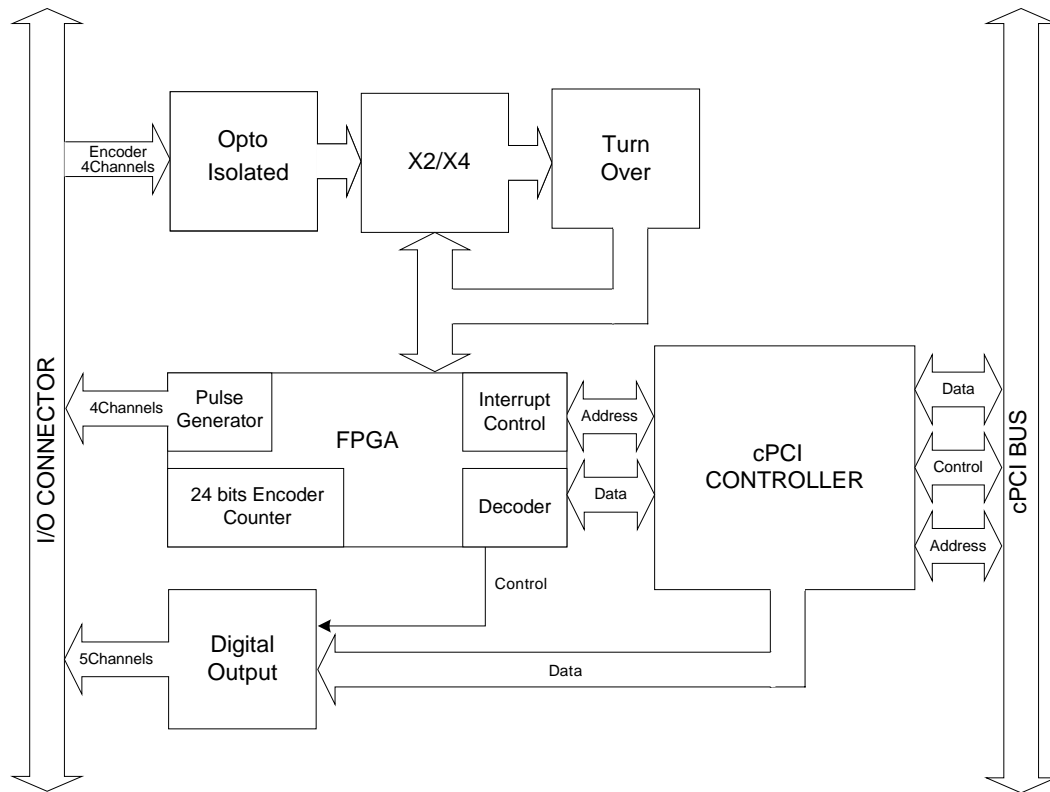 Opto
Isolated
X2/X4
Turn
Over
Encoder
4Channels
I/O CONNECTOR
4Channels
Pulse
Generator
FPGA
Interrupt
Control
24 bits Encoder
Counter
Decoder
Address
Data
cPCI
CONTROLLER
Data
Control
Address
cPCI BUS
Control
5Channels
Digital
Output
Data